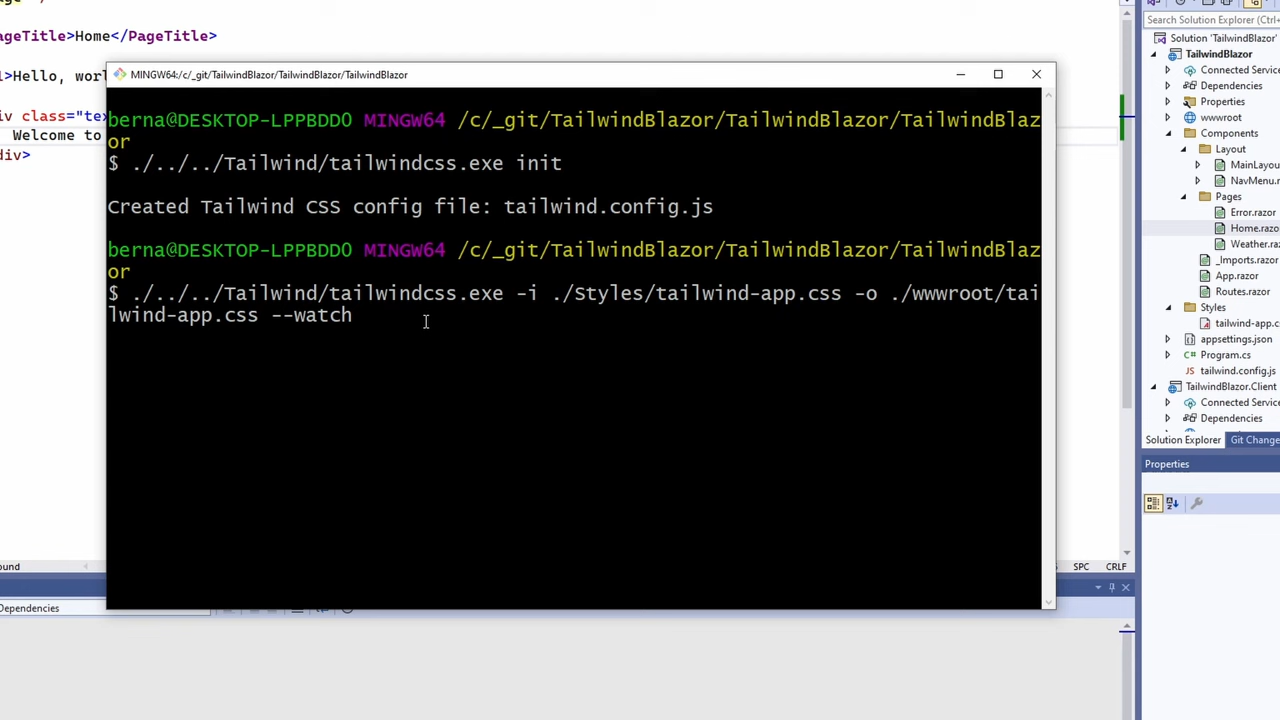 ageTitle>Home</PageTitle>
>Hello, worl
iv class="te
Welcome to
iv>
ound
SPC CRLF
Dependencies
MINGW64:/c/_git/TailwindBlazor/TailwindBlazor/TailwindBlazor
berna@DESKTOP-LPPBDD0 MINGW64 /c/_git/TailwindBlazor/TailwindBlazor/TailwindBlaz
or
$ ./../../Tailwind/tailwindcss.exe init
Created Tailwind CSS config file: tailwind.config.js
berna@DESKTOP-LPPBDD0 MINGW64 /c/_git/TailwindBlazor/TailwindBlazor/TailwindBlaz
or
$ ./../../Tailwind/tailwindcss.exe -i ./Styles/tailwind-app.css -o ./wwwroot/tai
lwind-app.css --watch
Search Solution Explorer (Ctrl+
Solution 'TailwindBlazor'
TailwindBlazor
Connected Service
Dependencies
Properties
wwwroot
Components
Layout
MainLayou
NavMenu.r
Pages
Error.razor
Home.razo
Weather.ra
_Imports.razor
App.razor
Routes.razor
Styles
tailwind-app.c
appsettings.json
C# Program.cs
JS tailwind.config.js
TailwindBlazor.Client
Connected Service
Dependencies
Solution Explorer Git Change
Properties